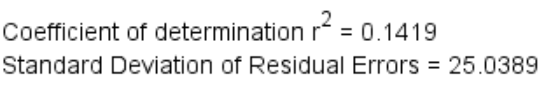 Coefficient of determination r² = 0.1419
Standard Deviation of Residual Errors = 25.0389